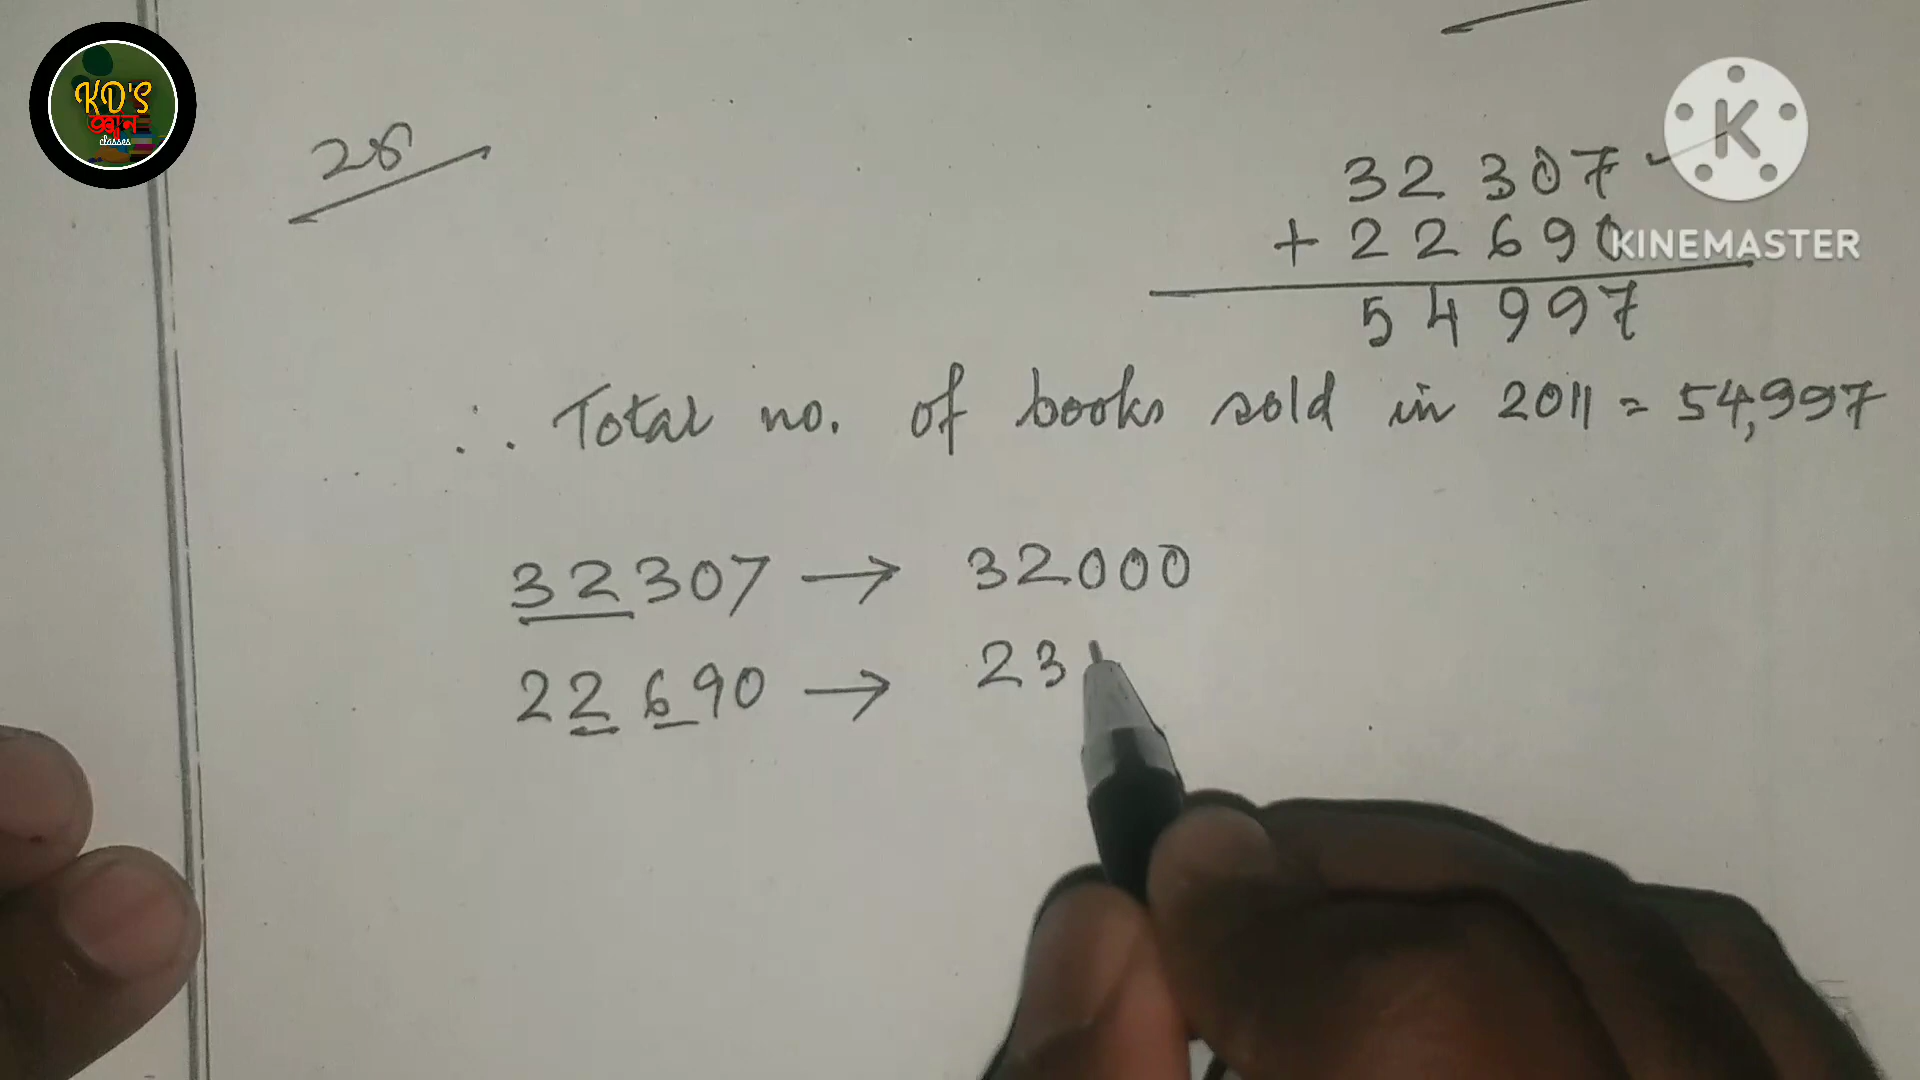 KD'S
ज्ञान
classes
28
32307
+ 22690
KINEMASTER
54997
∴ Total no. of books sold in 2011 = 54,997
32307 → 32000
22690 → 23